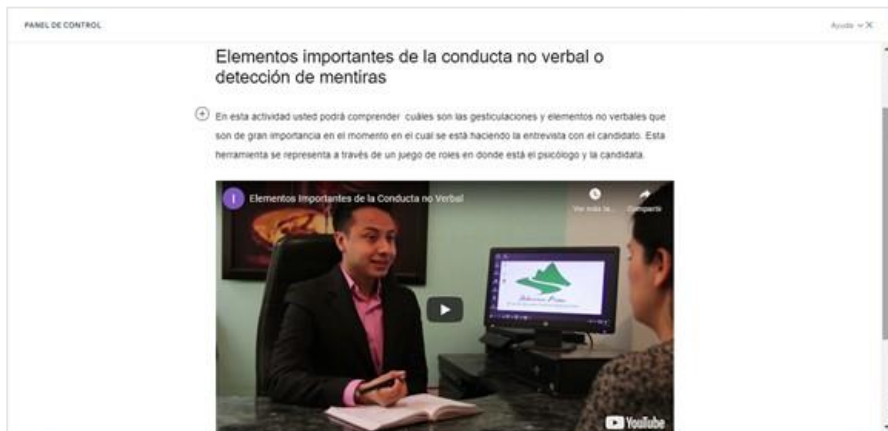 PANEL DE CONTROL
Ayuda
Elementos importantes de la conducta no verbal o
detección de mentiras
En esta actividad usted podrá comprender cuáles son las gesticulaciones y elementos no verbales que
son de gran importancia en el momento en el cual se está haciendo la entrevista con el candidato. Esta
herramienta se representa a través de un juego de roles en donde está el psicólogo y la candidata.
I
Elementos Importantes de la Conducta no Verbal
Ver más ta...
Compartir
YouTube